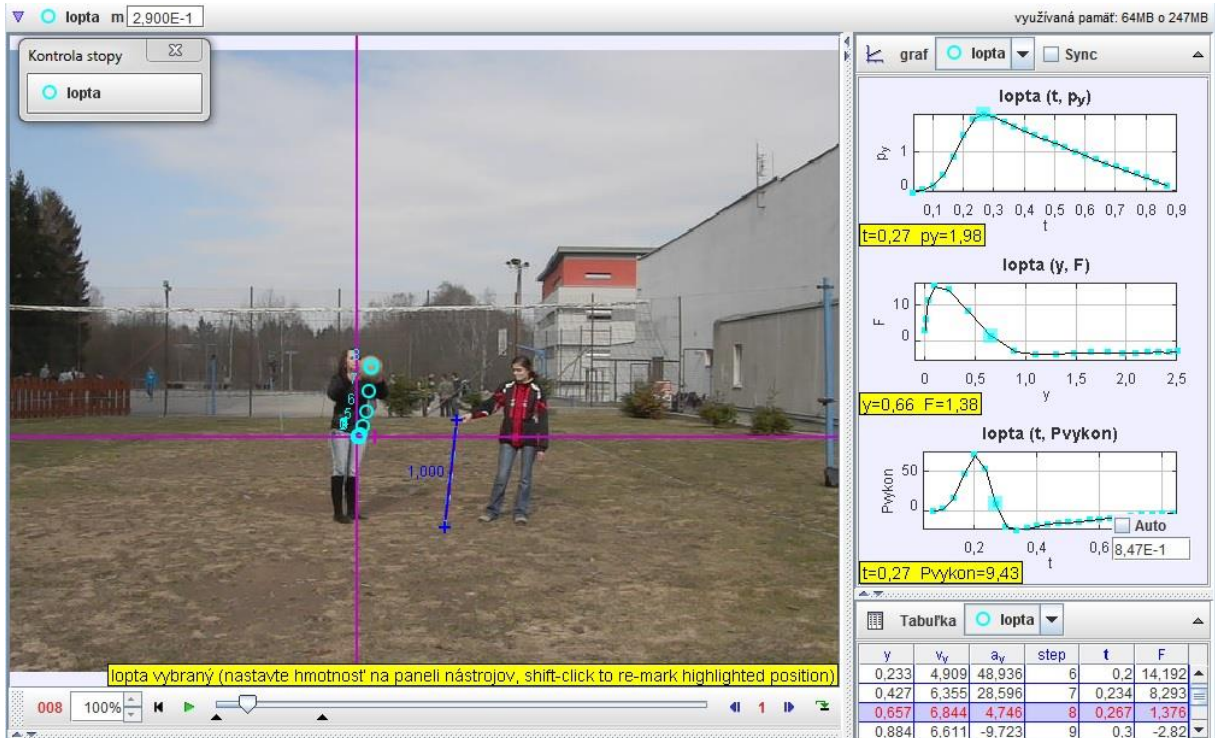 lopta m 2,900E-1
využívaná pamäť: 64MB o 247MB
Kontrola stopy
lopta
8
6
5
1,000
lopta vybraný (nastavte hmotnosť na paneli nástrojov, shift-click to re-mark highlighted position)
008 100% 1
graf lopta Sync
lopta (t, py)
py
1
0
0,1 0,2 0,3 0,4 0,5 0,6 0,7 0,8 0,9
t
t=0,27 py=1,98
lopta (y, F)
F
10
0
0 0,5 1,0 1,5 2,0 2,5
y
y=0,66 F=1,38
lopta (t, Pvykon)
Pvykon
50
0
Auto
0,2 0,4 0,6 8,47E-1
t
t=0,27 Pvykon=9,43
Tabuľka lopta
y vy ay step t F
0,233 4,909 48,936 6 0,2 14,192
0,427 6,355 28,596 7 0,234 8,293
0,657 6,844 4,746 8 0,267 1,376
0,884 6,611 -9,723 9 0,3 -2,82